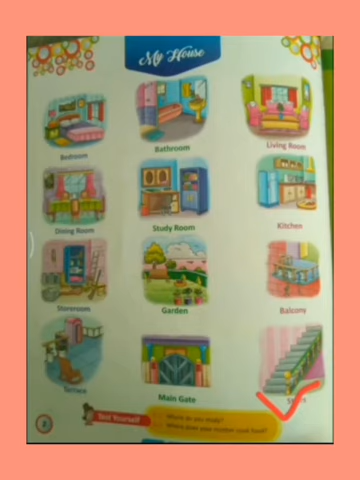 My House
Bedroom
Bathroom
Living Room
Dining Room
Study Room
Kitchen
Storeroom
Garden
Balcony
Terrace
Main Gate
Test Yourself
Where do you study?
Where does your mother cook food?